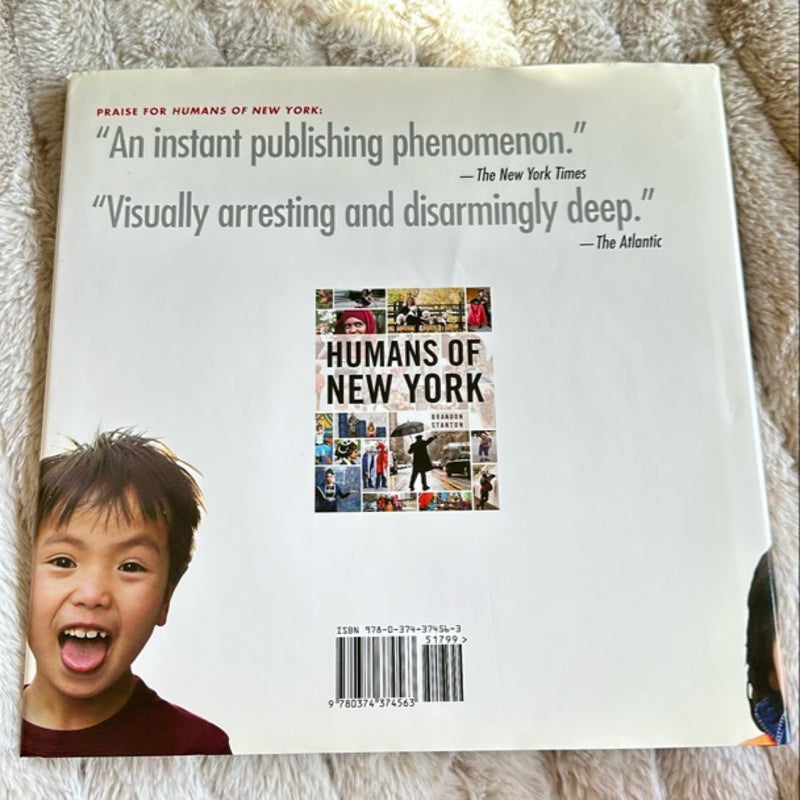 PRAISE FOR HUMANS OF NEW YORK:
“An instant publishing phenomenon.”
—The New York Times
“Visually arresting and disarmingly deep.”
—The Atlantic
HUMANS OF
NEW YORK
BRANDON
STANTON
ISBN 978-0-374-37456-3
51799>
9 780374 374563